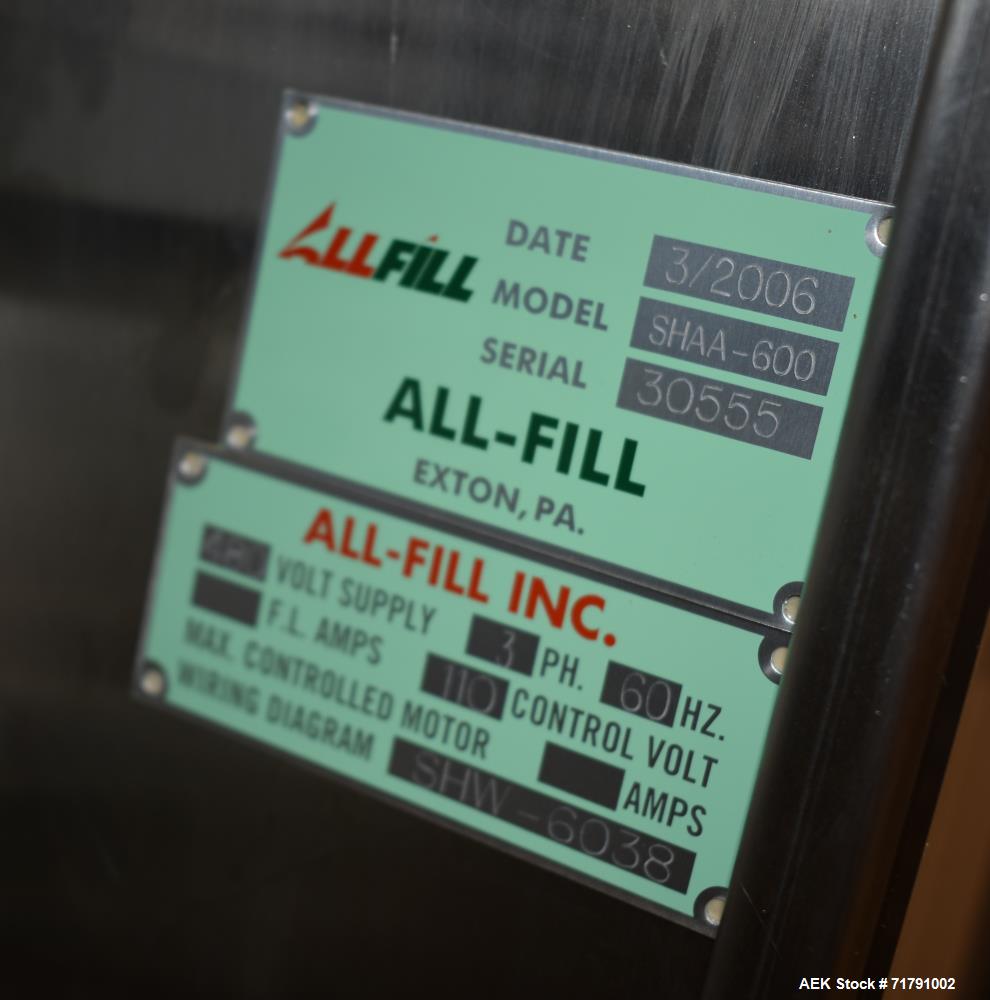 ALLFILL
DATE 3/2006
MODEL SHAA-600
SERIAL 30555
ALL-FILL
EXTON, PA.
ALL-FILL INC.
VOLT SUPPLY 3 PH. 60 HZ.
F.L. AMPS 110 CONTROL VOLT
MAX. CONTROLLED MOTOR AMPS
WIRING DIAGRAM SHW-6038
AEK Stock # 71791002